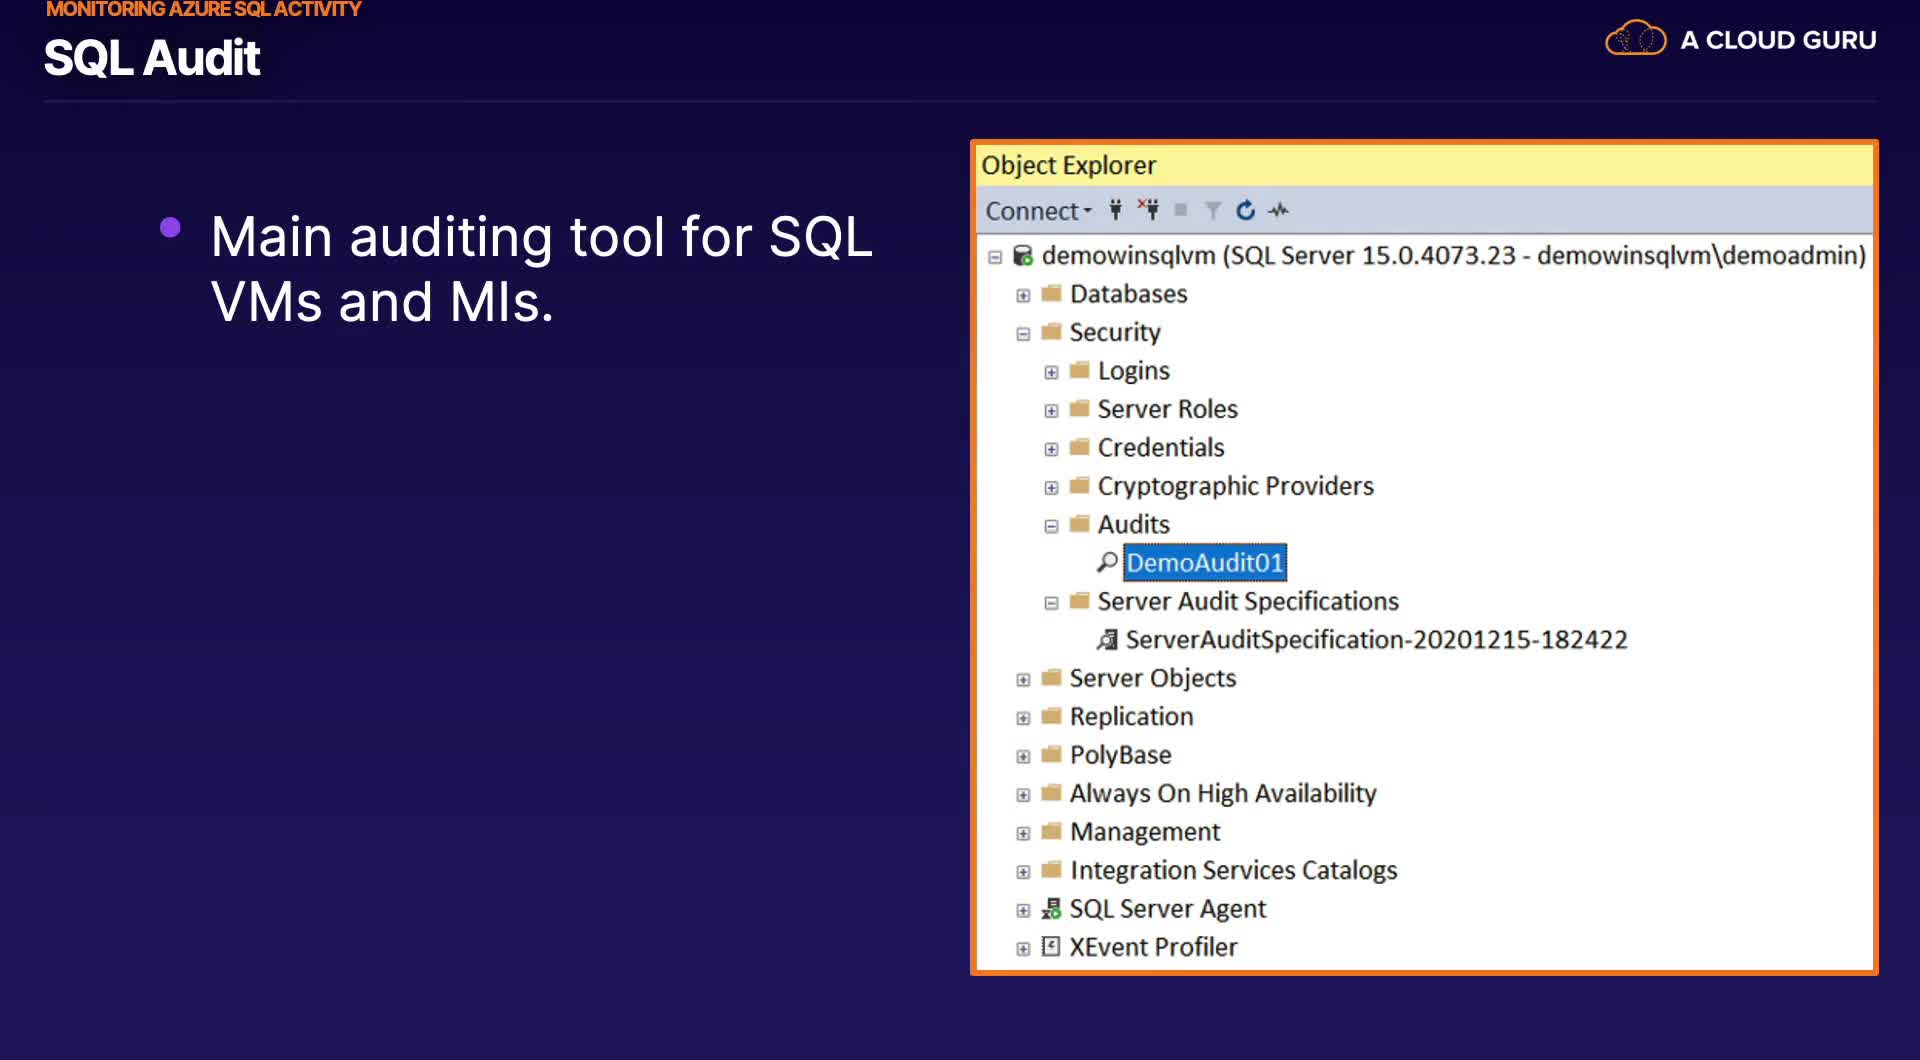 MONITORING AZURE SQL ACTIVITY
SQL Audit
A CLOUD GURU
Main auditing tool for SQL
VMs and MIs.
Object Explorer
Connect
demowinsqlvm (SQL Server 15.0.4073.23 - demowinsqlvm\demoadmin)
Databases
Security
Logins
Server Roles
Credentials
Cryptographic Providers
Audits
DemoAudit01
Server Audit Specifications
ServerAuditSpecification-20201215-182422
Server Objects
Replication
PolyBase
Always On High Availability
Management
Integration Services Catalogs
SQL Server Agent
XEvent Profiler